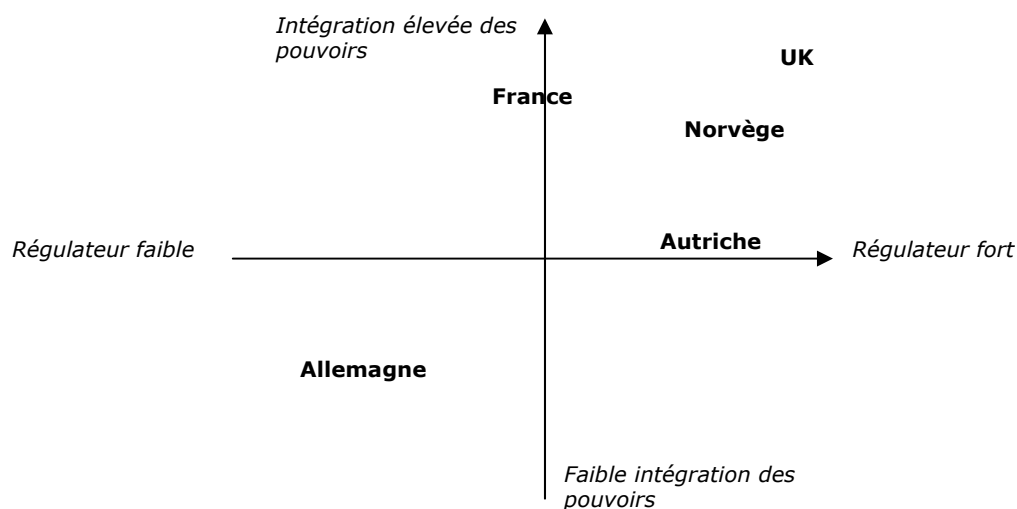 Intégration élevée des
pouvoirs
UK
France
Norvège
Autriche
Régulateur faible
Régulateur fort
Allemagne
Faible intégration des
pouvoirs